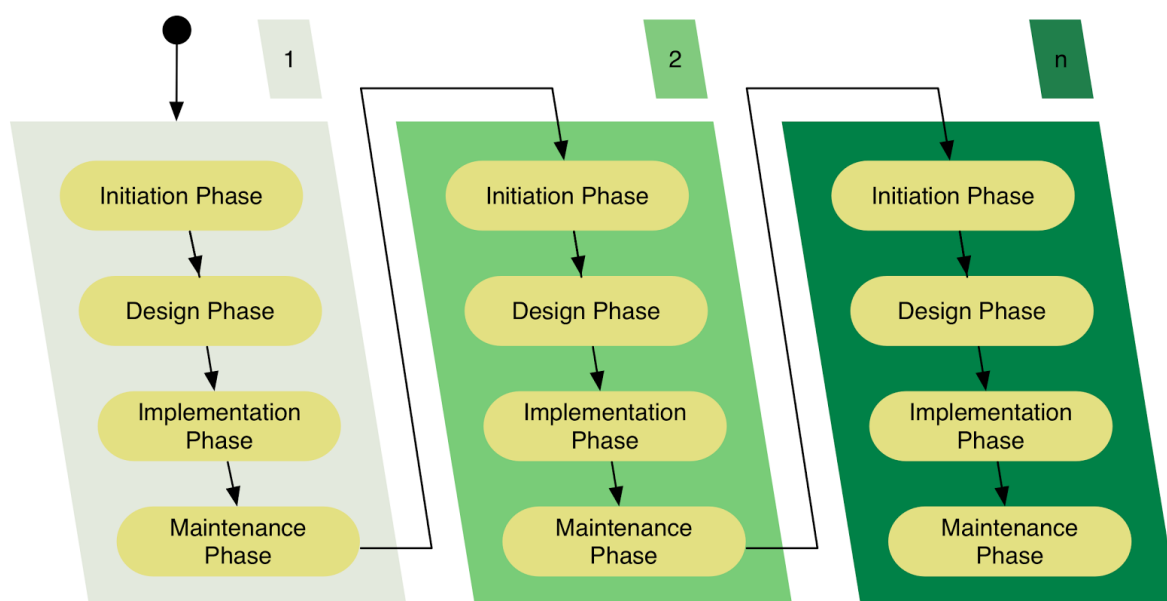 1
Initiation Phase
Design Phase
Implementation
Phase
Maintenance
Phase
2
Initiation Phase
Design Phase
Implementation
Phase
Maintenance
Phase
n
Initiation Phase
Design Phase
Implementation
Phase
Maintenance
Phase